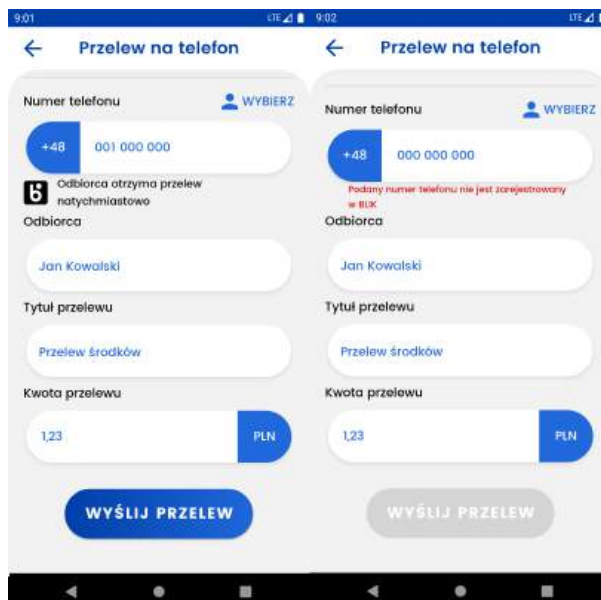 9:01
LTE
Przelew na telefon
Numer telefonu
WYBIERZ
+48
001 000 000
Odbiorca otrzyma przelew
natychmiastowo
Odbiorca
Jan Kowalski
Tytuł przelewu
Przelew środków
Kwota przelewu
1,23
PLN
WYŚLIJ PRZELEW
9:02
LTE
Przelew na telefon
Numer telefonu
WYBIERZ
+48
000 000 000
Podany numer telefonu nie jest zarejestrowany
w BLIK
Odbiorca
Jan Kowalski
Tytuł przelewu
Przelew środków
Kwota przelewu
1,23
PLN
WYŚLIJ PRZELEW